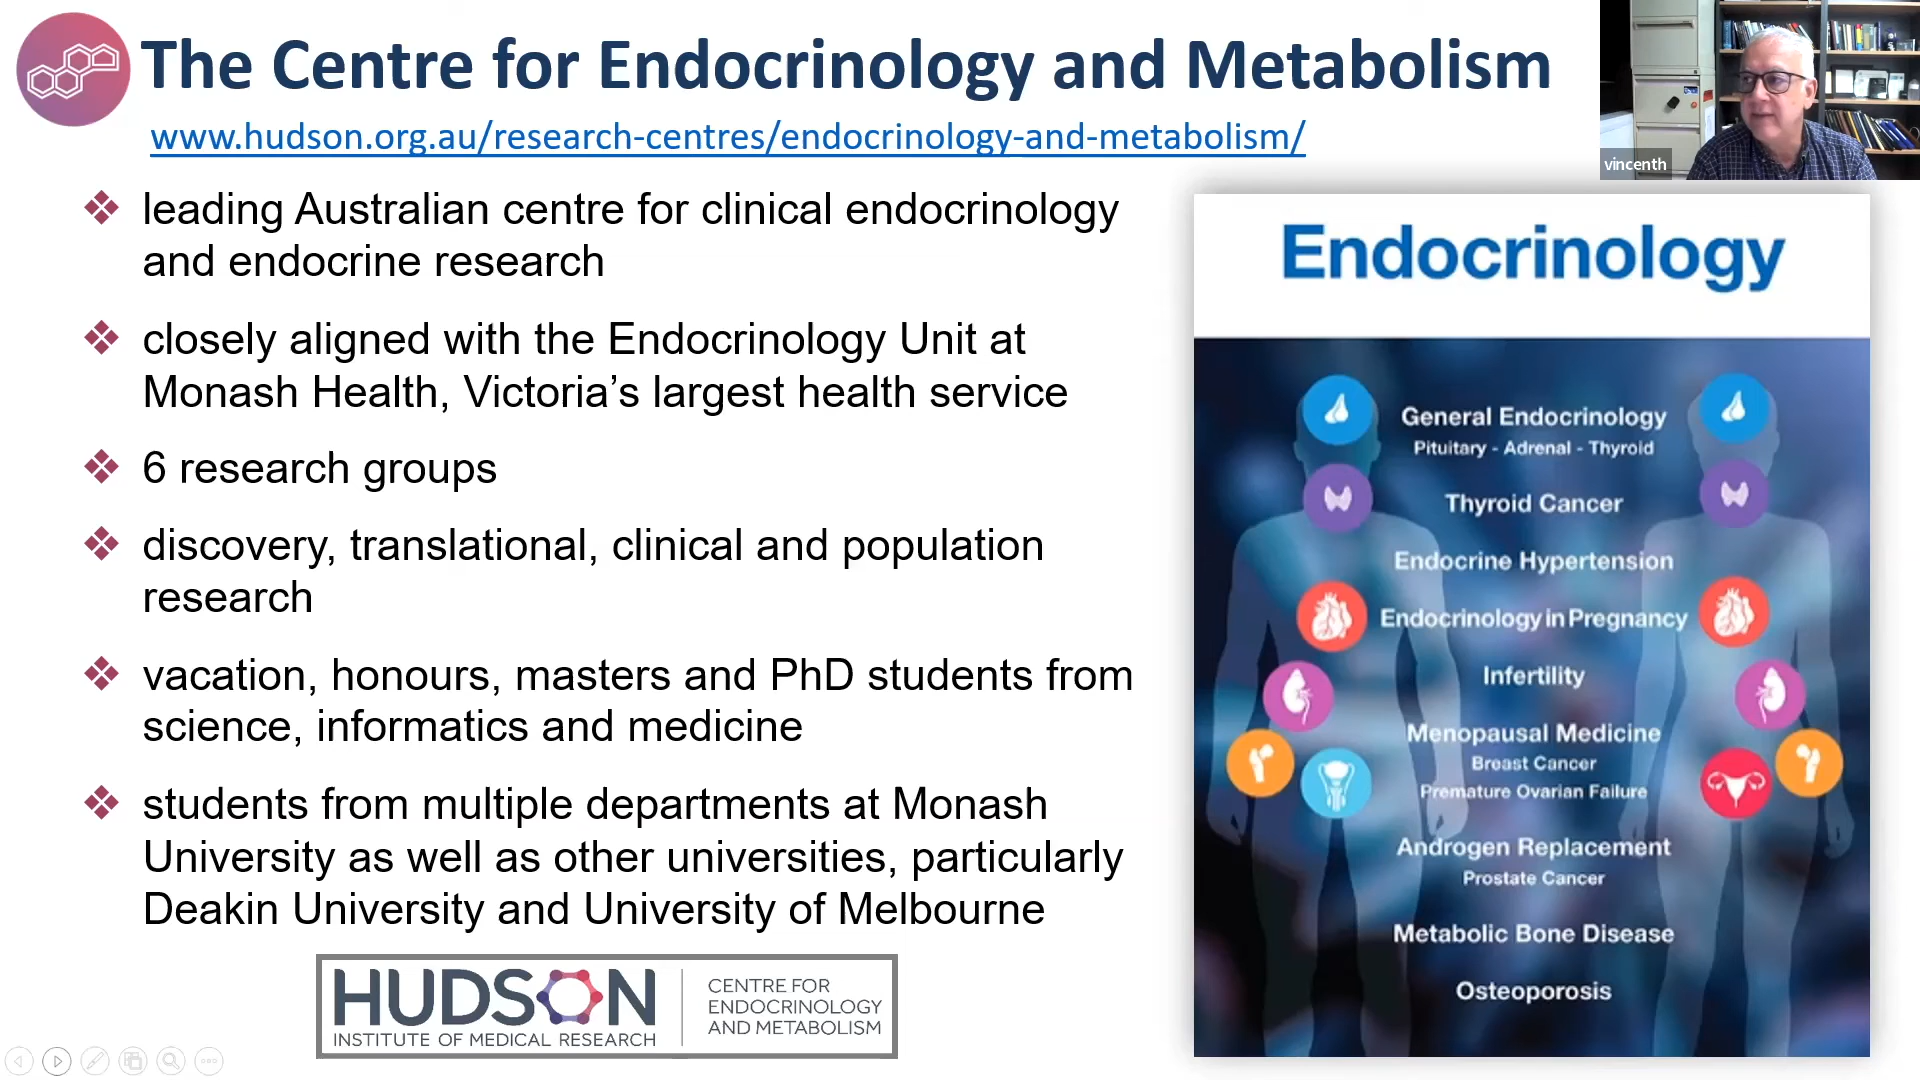 The Centre for Endocrinology and Metabolism
www.hudson.org.au/research-centres/endocrinology-and-metabolism/
vincenth
leading Australian centre for clinical endocrinology
and endocrine research
closely aligned with the Endocrinology Unit at
Monash Health, Victoria’s largest health service
6 research groups
discovery, translational, clinical and population
research
vacation, honours, masters and PhD students from
science, informatics and medicine
students from multiple departments at Monash
University as well as other universities, particularly
Deakin University and University of Melbourne
HUDSON
INSTITUTE OF MEDICAL RESEARCH
CENTRE FOR
ENDOCRINOLOGY
AND METABOLISM
Endocrinology
General Endocrinology
Pituitary - Adrenal - Thyroid
Thyroid Cancer
Endocrine Hypertension
Endocrinology in Pregnancy
Infertility
Menopausal Medicine
Breast Cancer
Premature Ovarian Failure
Androgen Replacement
Prostate Cancer
Metabolic Bone Disease
Osteoporosis